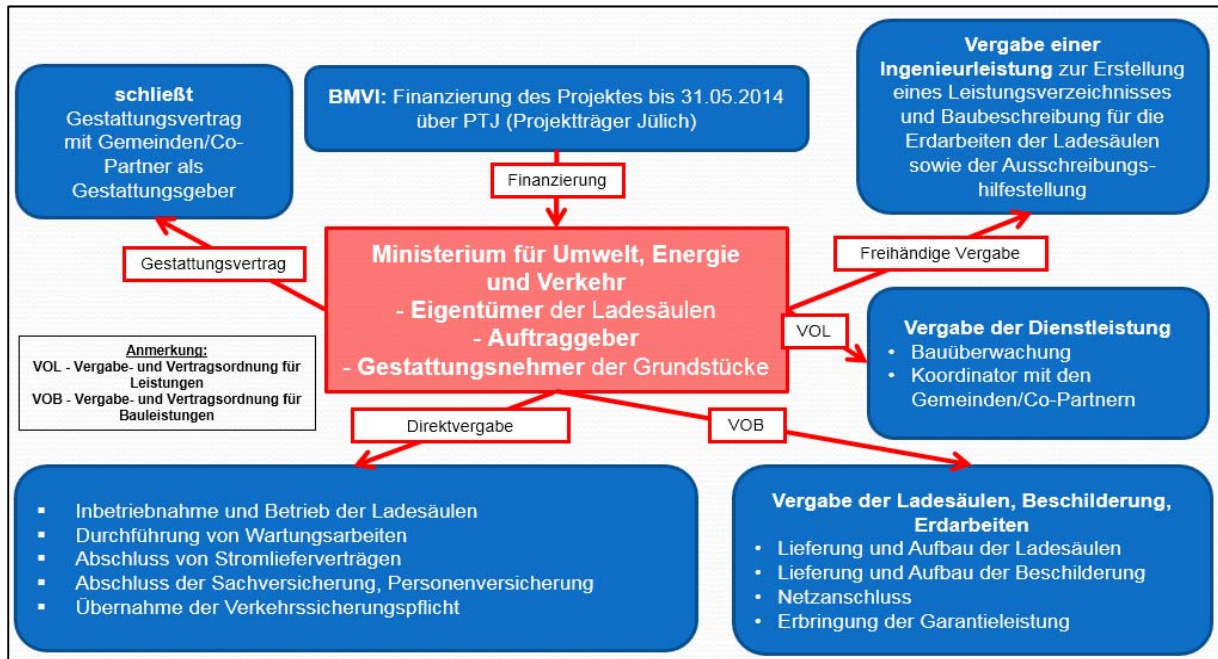 schließt
Gestattungsvertrag
mit Gemeinden/Co-
Partner als
Gestattungsgeber
BMVI: Finanzierung des Projektes bis 31.05.2014
über PTJ (Projektträger Jülich)
Vergabe einer
Ingenieurleistung zur Erstellung
eines Leistungsverzeichnisses
und Baubeschreibung für die
Erdarbeiten der Ladesäulen
sowie der Ausschreibungs-
hilfestellung
Finanzierung
Gestattungsvertrag
Ministerium für Umwelt, Energie
und Verkehr
- Eigentümer der Ladesäulen
- Auftraggeber
- Gestattungsnehmer der Grundstücke
Freihändige Vergabe
VOL
Vergabe der Dienstleistung
• Bauüberwachung
• Koordinator mit den
Gemeinden/Co-Partnern
Anmerkung:
VOL - Vergabe- und Vertragsordnung für
Leistungen
VOB - Vergabe- und Vertragsordnung für
Bauleistungen
Direktvergabe
VOB
▪ Inbetriebnahme und Betrieb der Ladesäulen
▪ Durchführung von Wartungsarbeiten
▪ Abschluss von Stromlieferverträgen
▪ Abschluss der Sachversicherung, Personenversicherung
▪ Übernahme der Verkehrssicherungspflicht
Vergabe der Ladesäulen, Beschilderung,
Erdarbeiten
• Lieferung und Aufbau der Ladesäulen
• Lieferung und Aufbau der Beschilderung
• Netzanschluss
• Erbringung der Garantieleistung